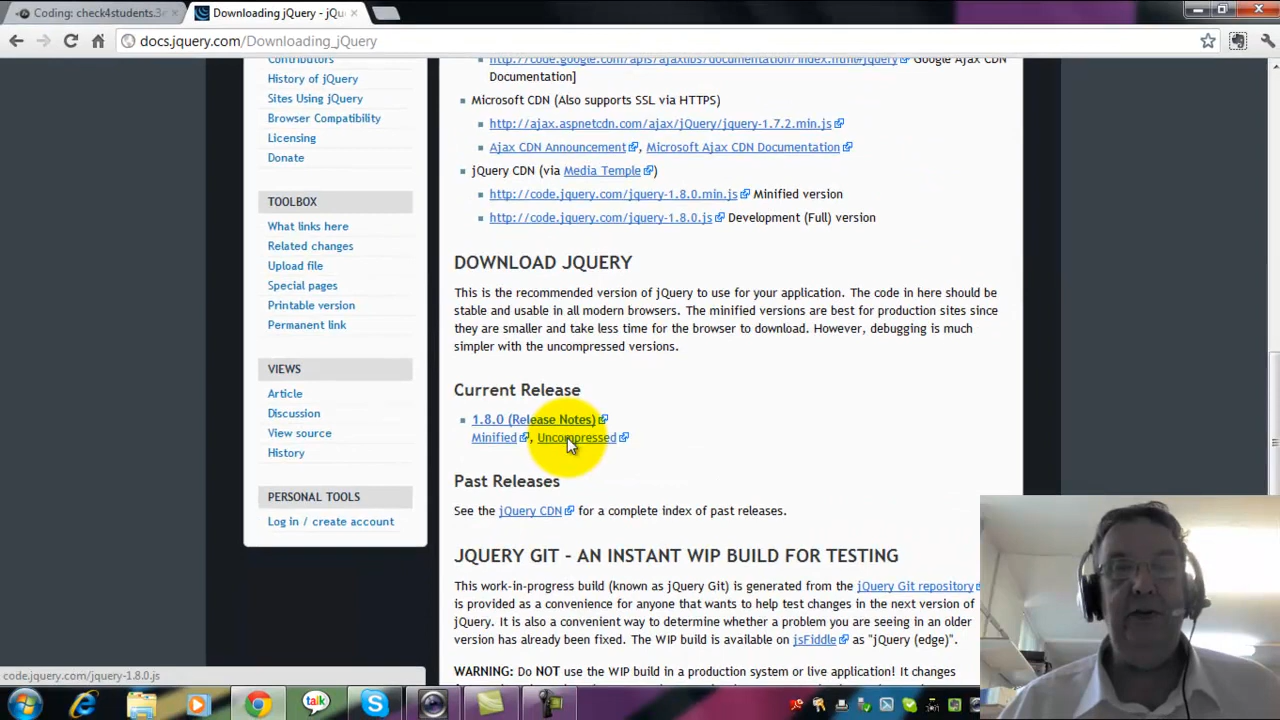 Coding: check4students.3
Downloading jQuery - jQu
docs.jquery.com/Downloading_jQuery
Contributors
History of jQuery
Sites Using jQuery
Browser Compatibility
Licensing
Donate
TOOLBOX
What links here
Related changes
Upload file
Special pages
Printable version
Permanent link
VIEWS
Article
Discussion
View source
History
PERSONAL TOOLS
Log in / create account
http://code.google.com/apis/ajaxlibs/documentation/index.html#jquery Google Ajax CDN
Documentation]
Microsoft CDN (Also supports SSL via HTTPS)
http://ajax.aspnetcdn.com/ajax/jQuery/jquery-1.7.2.min.js
Ajax CDN Announcement, Microsoft Ajax CDN Documentation
jQuery CDN (via Media Temple)
http://code.jquery.com/jquery-1.8.0.min.js Minified version
http://code.jquery.com/jquery-1.8.0.js Development (Full) version
DOWNLOAD JQUERY
This is the recommended version of jQuery to use for your application. The code in here should be
stable and usable in all modern browsers. The minified versions are best for production sites since
they are smaller and take less time for the browser to download. However, debugging is much
simpler with the uncompressed versions.
Current Release
1.8.0 (Release Notes)
Minified, Uncompressed
Past Releases
See the jQuery CDN for a complete index of past releases.
JQUERY GIT - AN INSTANT WIP BUILD FOR TESTING
This work-in-progress build (known as jQuery Git) is generated from the jQuery Git repository
is provided as a convenience for anyone that wants to help test changes in the next version of
jQuery. It is also a convenient way to determine whether a problem you are seeing in an older
version has already been fixed. The WIP build is available on jsFiddle as "jQuery (edge)".
WARNING: Do NOT use the WIP build in a production system or live application! It changes
code.jquery.com/jquery-1.8.0.js
talk